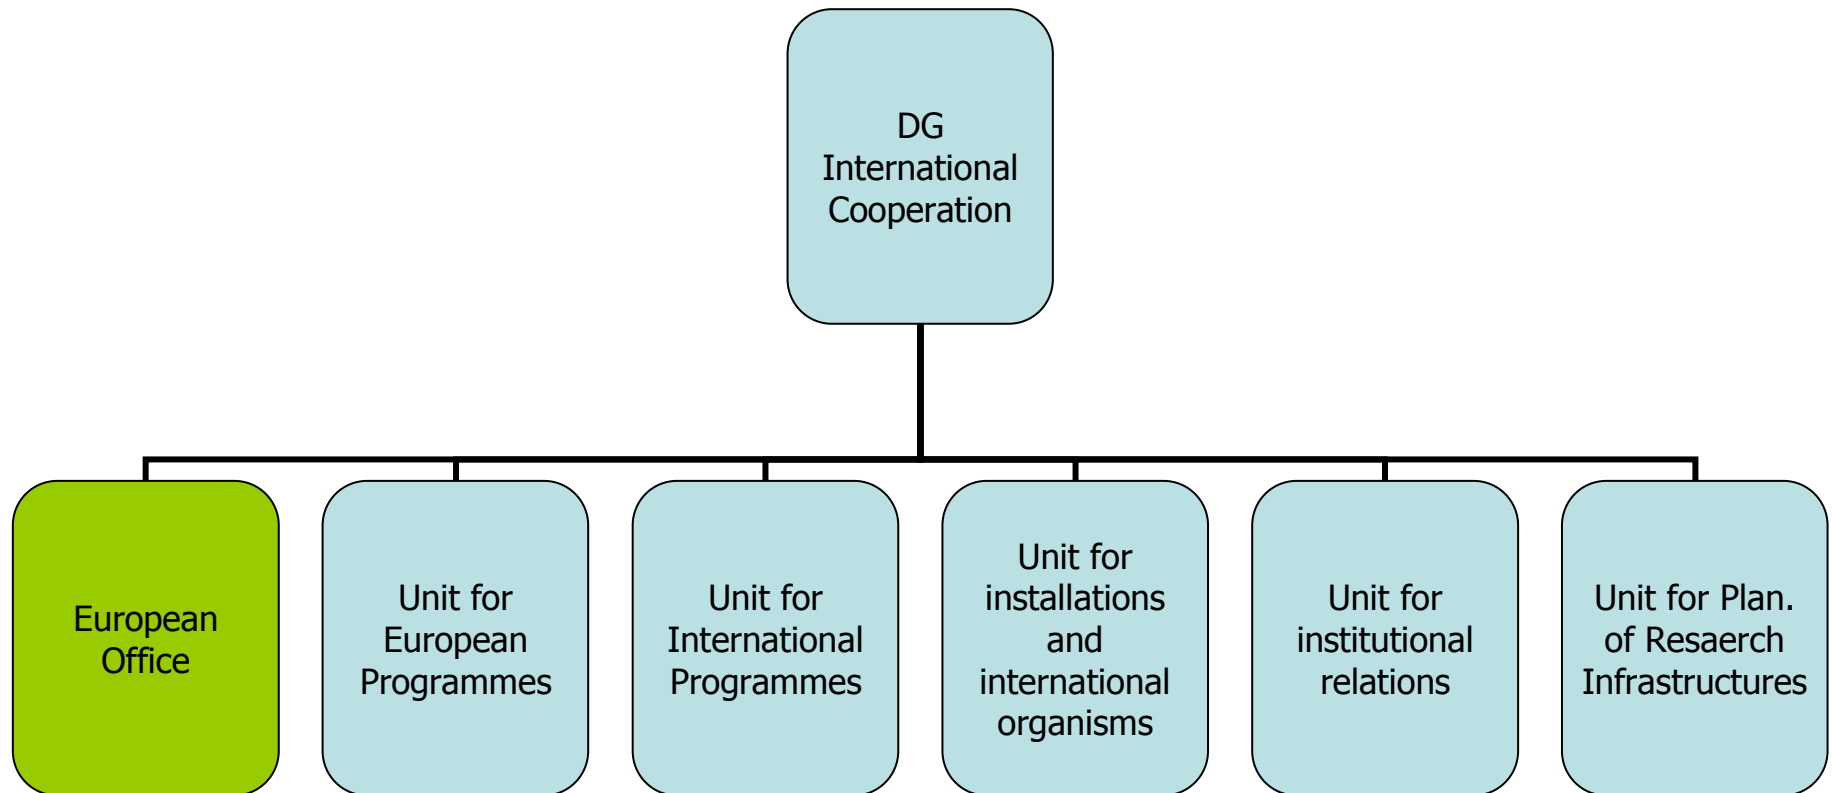 DG
International
Cooperation
European
Office
Unit for
European
Programmes
Unit for
International
Programmes
Unit for
installations
and
international
organisms
Unit for
institutional
relations
Unit for Plan.
of Resaerch
Infrastructures